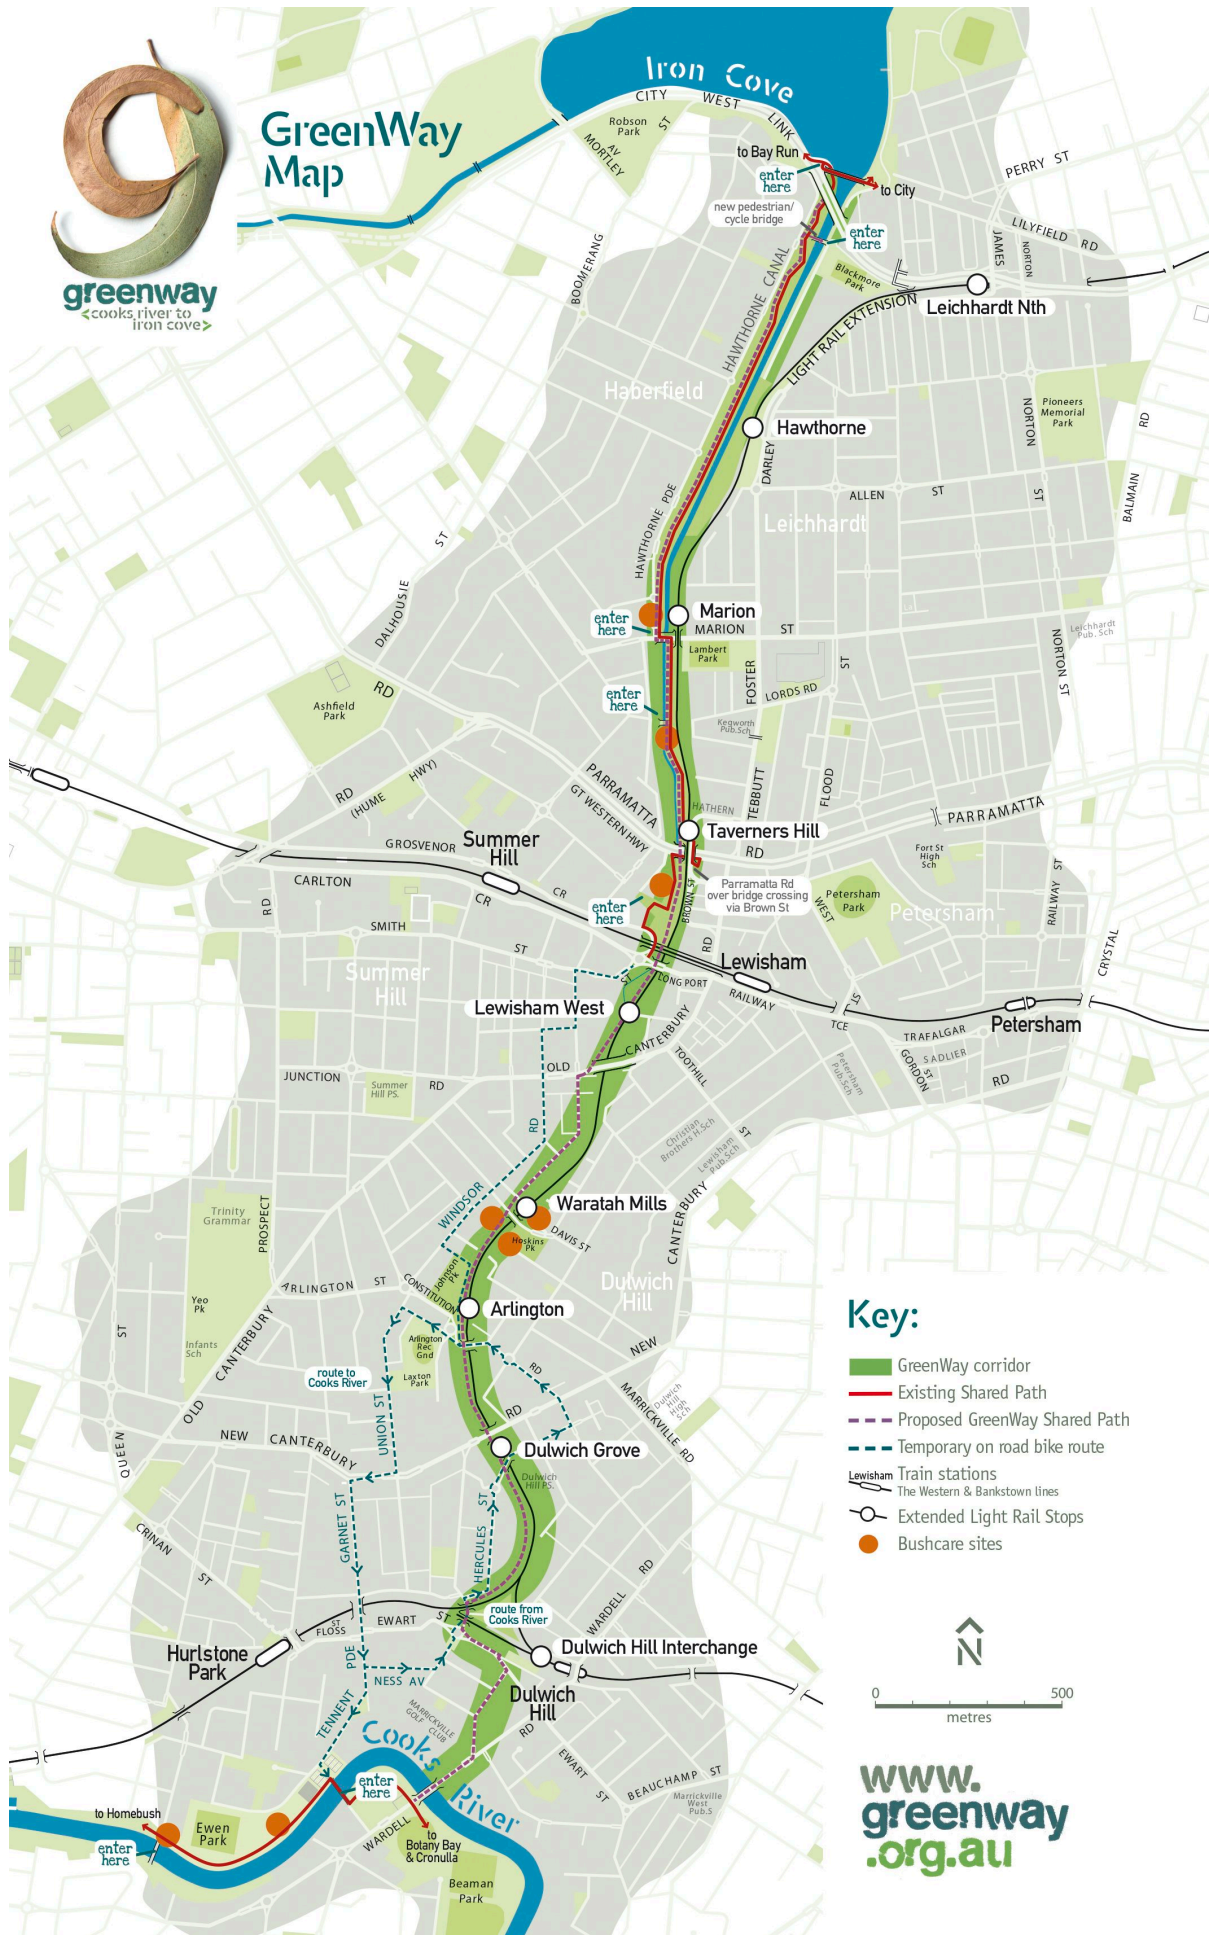 GreenWay
Map
greenway
<cooks river to
iron cove>
Iron Cove
CITY WEST LINK
Robson
Park
ST
MORTLEY AV
to Bay Run
enter
here
to City
new pedestrian/
cycle bridge
enter
here
PERRY ST
LILYFIELD RD
JAMES
NORTON
BOOMERANG
HAWTHORNE CANAL
Blackmore
Park
LIGHT RAIL EXTENSION
Leichhardt Nth
Haberfield
Hawthorne
DARLEY
NORTON
ST
Pioneers
Memorial
Park
BALMAIN
RD
ALLEN ST
Leichhardt
HAWTHORNE PDE
DALHOUSIE
ST
enter
here
Marion
MARION ST
Lambert
Park
FOSTER
ST
LORDS RD
NORTON ST
Leichhardt
Pub. Sch
enter
here
Kegworth
Pub.Sch
RD
Ashfield
Park
RD
(HUME HWY)
PARRAMATTA
GT WESTERN HWY
HATHERN
TEBBUTT
FLOOD
PARRAMATTA
Taverners Hill
RD
GROSVENOR
Summer
Hill
CR
CARLTON
CR
RD
SMITH
ST
enter
here
BROWN ST
Parramatta Rd
over bridge crossing
via Brown St
Fort St
High
Sch
Petersham
Park
WEST
ST
Petersham
RAILWAY ST
CRYSTAL
RD
Lewisham
LONG PORT
ST
RAILWAY
TCE
Summer
Hill
Lewisham West
CANTERBURY
OLD
TOOTHILL
ST
TRAFALGAR
SADLIER
GORDON ST
RD
Petersham
Petersham
Pub.Sch
JUNCTION
RD
Summer
Hill PS.
RD
WINDSOR
Christian
Brothers H.Sch
Lewisham
Pub.Sch
CANTERBURY
Waratah Mills
DAVIS ST
Hoskins
Pk
Trinity
Grammar
PROSPECT
ARLINGTON ST
CONSTITUTION
Johnson
Pk
Arlington
Dulwich
Hill
Yeo
Pk
Infants
Sch
ST
OLD
CANTERBURY
Arlington
Rec
Gnd
Laxton
Park
route to
Cooks River
UNION ST
RD
NEW
MARRICKVILLE RD
Dulwich
Hill
High
Sch
RD
QUEEN
NEW CANTERBURY
Dulwich Grove
Dulwich
Hill PS.
GARNET ST
HERCULES
ST
CRINAN
ST
ST
FLOSS
EWART ST
route from
Cooks River
WARDELL
RD
Hurlstone
Park
PDE
NESS AV
TENNENT
Dulwich Hill Interchange
Dulwich
Hill
MARRICKVILLE
GOLF CLUB
RD
EWART
ST
BEAUCHAMP ST
Marrickville
West
Pub.S
Cooks River
to Homebush
enter
here
Ewen
Park
enter
here
WARDELL
to
Botany Bay
& Cronulla
Beaman
Park
Key:
GreenWay corridor
Existing Shared Path
Proposed GreenWay Shared Path
Temporary on road bike route
Lewisham
Train stations
The Western & Bankstown lines
Extended Light Rail Stops
Bushcare sites
N
0 500
metres
www.
greenway
.org.au